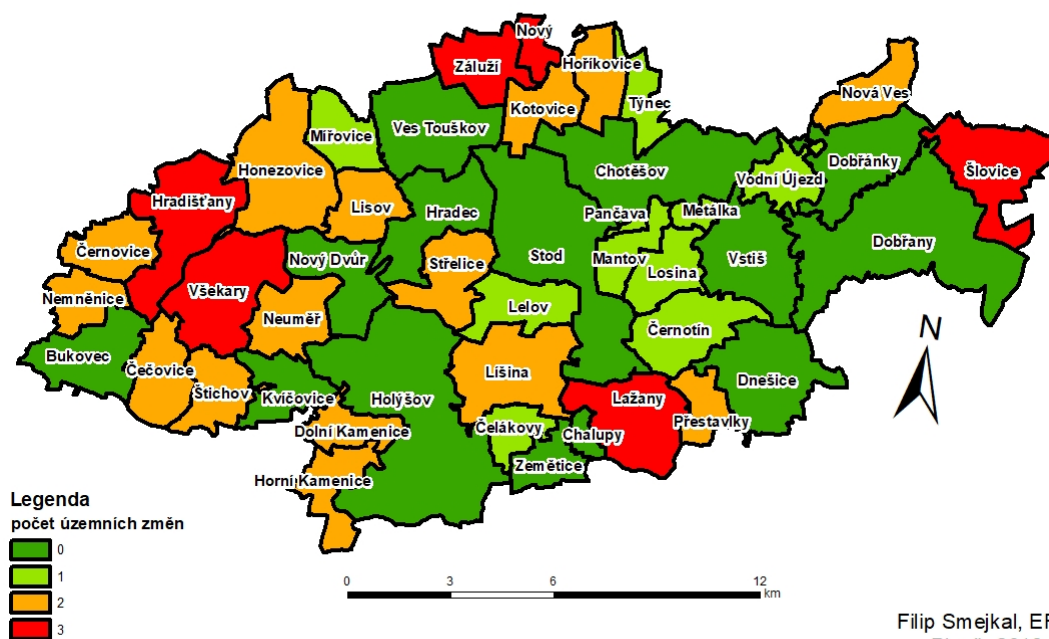 Nový
Záluží
Hoříkovice
Týnec
Kotovice
Nová Ves
Mířovice
Ves Touškov
Honezovice
Chotěšov
Vodní Újezd
Dobřánky
Šlovice
Hradišťany
Lisov
Hradec
Pančava
Metálka
Dobřany
Černovice
Nový Dvůr
Střelice
Stod
Mantov
Losina
Vstiš
Nemněnice
Všekary
Neuměř
Lelov
Černotín
N
Bukovec
Čečovice
Štichov
Kvíčovice
Holýšov
Líšina
Lažany
Dnešice
Přestavlky
Dolní Kamenice
Čelákovy
Chalupy
Zemětice
Horní Kamenice
Legenda
počet územních změn
0
1
2
3
0 3 6 12
km
Filip Smejkal,